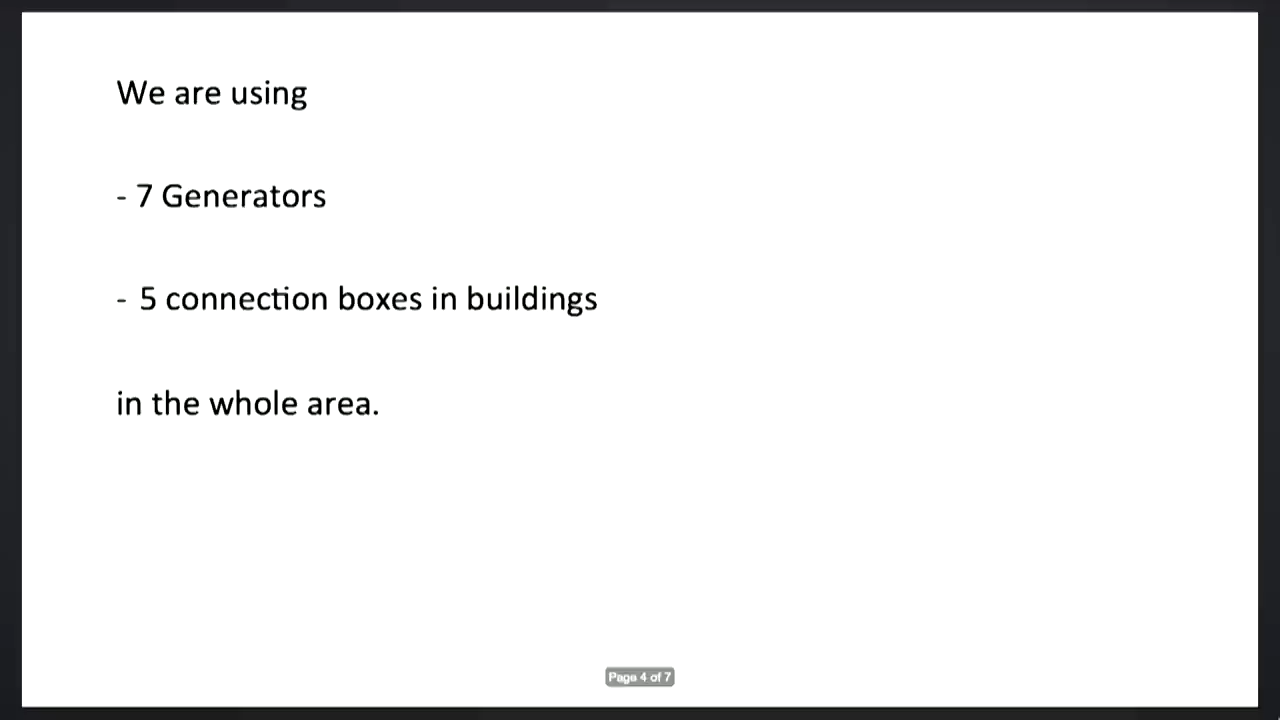 We are using
- 7 Generators
- 5 connection boxes in buildings
in the whole area.
Page 4 of 7